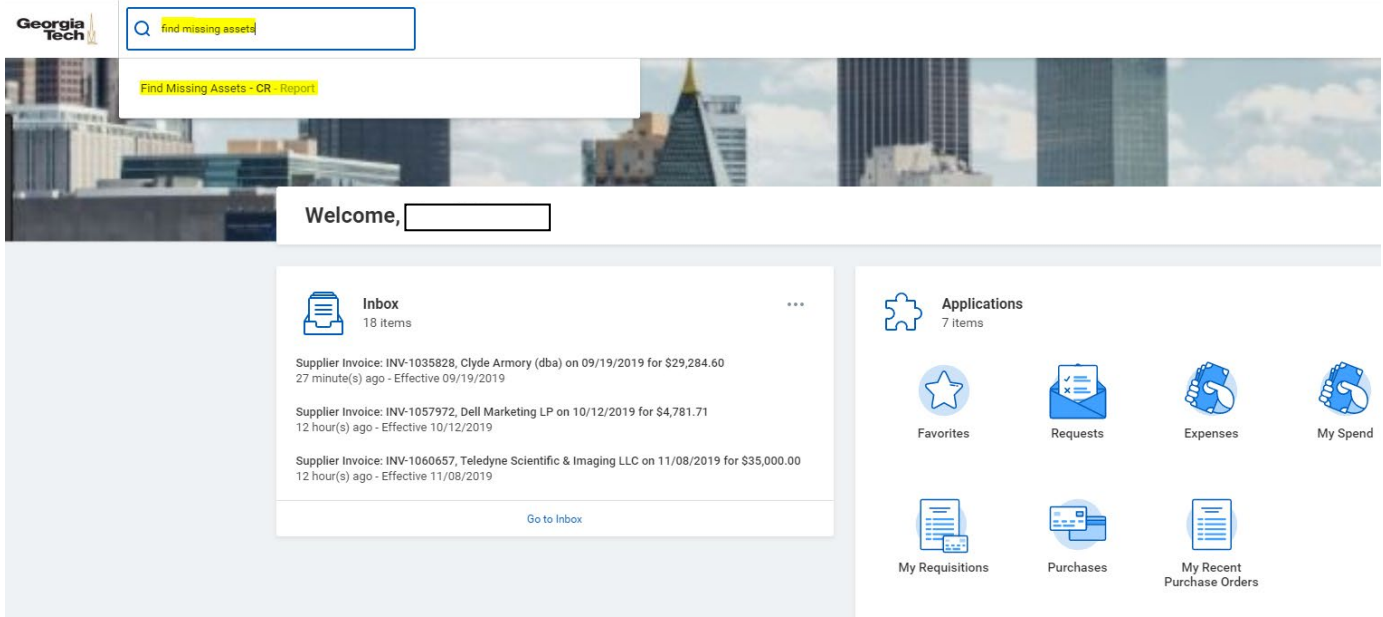 Georgia
Tech
find missing assets
Find Missing Assets - CR - Report
Welcome,
Inbox
18 items
Supplier Invoice: INV-1035828, Clyde Armory (dba) on 09/19/2019 for $29,284.60
27 minute(s) ago - Effective 09/19/2019
Supplier Invoice: INV-1057972, Dell Marketing LP on 10/12/2019 for $4,781.71
12 hour(s) ago - Effective 10/12/2019
Supplier Invoice: INV-1060657, Teledyne Scientific & Imaging LLC on 11/08/2019 for $35,000.00
12 hour(s) ago - Effective 11/08/2019
Go to Inbox
Applications
7 items
Favorites
Requests
Expenses
My Spend
My Requisitions
Purchases
My Recent
Purchase Orders